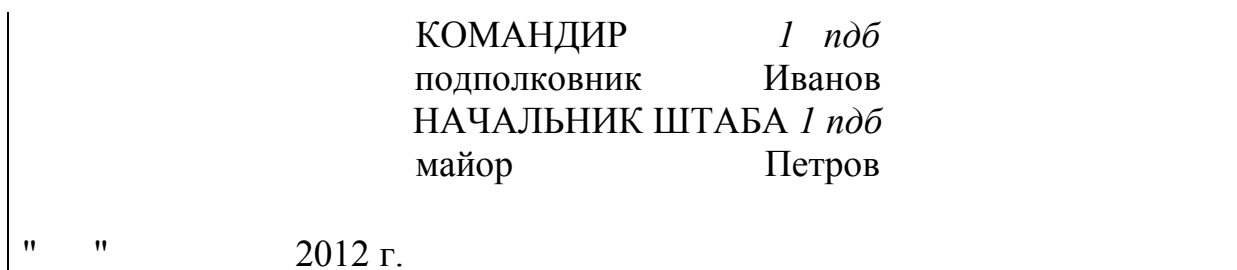 КОМАНДИР 1 пдб
подполковник Иванов
НАЧАЛЬНИК ШТАБА 1 пдб
майор Петров
" " 2012 г.